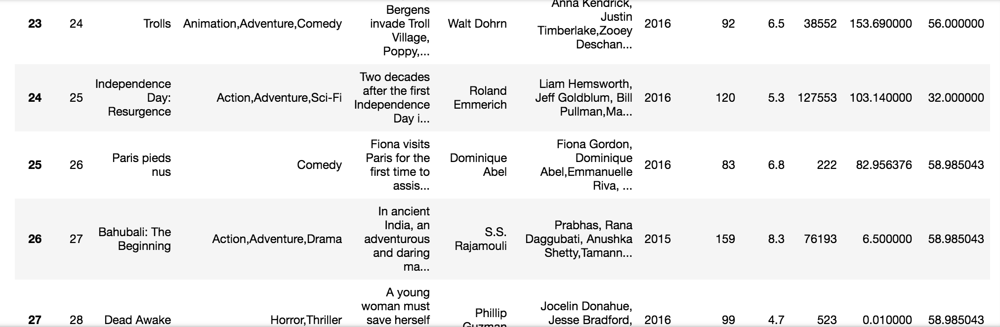 Anna Kendrick,
Bergens
Justin
23 24 Trolls Animation,Adventure,Comedy invade Troll Walt Dohrn 2016 92 6.5 38552 153.690000 56.000000
Timberlake,Zooey
Village,
Deschan...
Poppy,...
Two decades
Independence Liam Hemsworth,
after the first Roland
24 25 Day: Action,Adventure,Sci-Fi Jeff Goldblum, Bill 2016 120 5.3 127553 103.140000 32.000000
Independence Emmerich
Resurgence Pullman,Ma...
Day i...
Fiona visits Fiona Gordon,
Paris pieds Paris for the Dominique Dominique
25 26 Comedy 2016 83 6.8 222 82.956376 58.985043
nus first time to Abel Abel,Emmanuelle
assis... Riva, ...
In ancient
India, an Prabhas, Rana
Bahubali: The S.S.
26 27 Action,Adventure,Drama adventurous Daggubati, Anushka 2015 159 8.3 76193 6.500000 58.985043
Beginning Rajamouli
and daring Shetty,Tamann...
ma...
A young
woman must Jocelin Donahue,
Phillip
27 28 Dead Awake Horror,Thriller save herself Jesse Bradford, 2016 99 4.7 523 0.010000 58.985043
Guzman